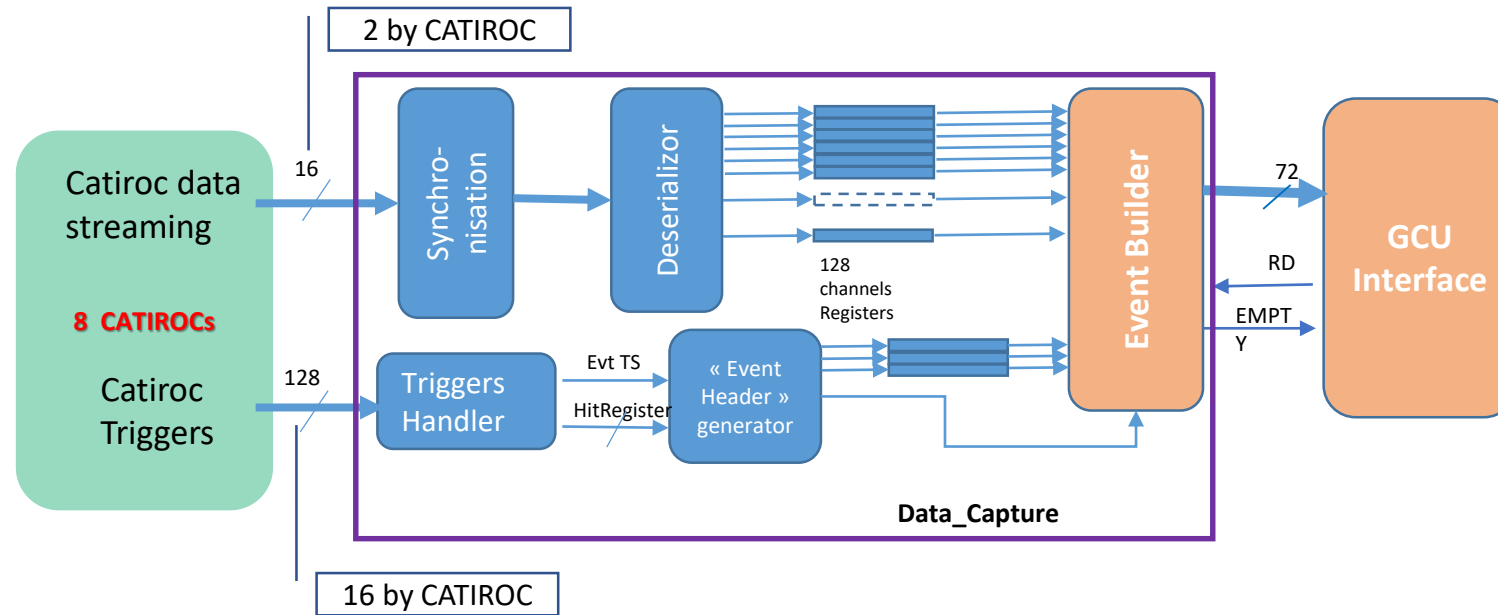 2 by CATIROC
Catiroc data
streaming
16
Synchro-
nisation
Deserializor
128
channels
Registers
Event Builder
72
RD
EMPT
Y
GCU
Interface
8 CATIROCs
Catiroc
Triggers
128
Triggers
Handler
Evt TS
HitRegister
« Event
Header »
generator
Data_Capture
16 by CATIROC